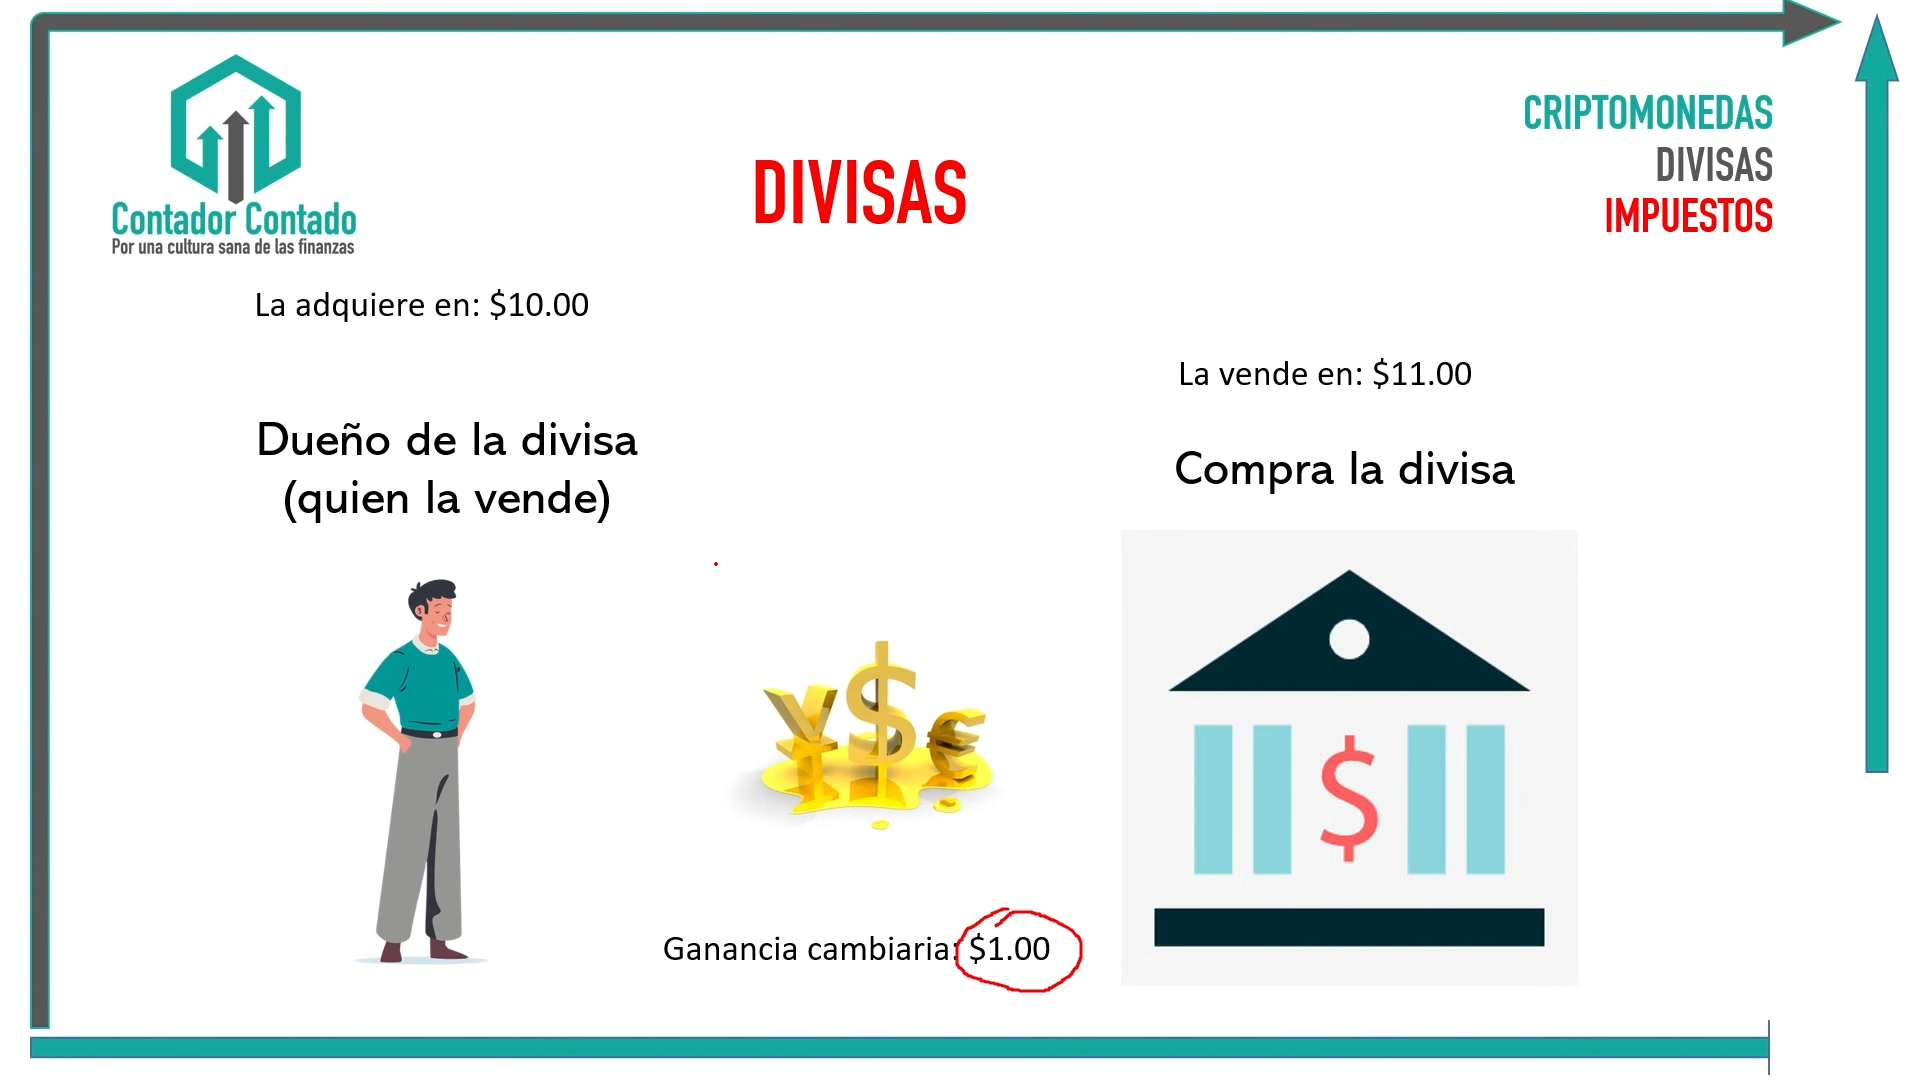 Contador Contado
Por una cultura sana de las finanzas
DIVISAS
CRIPTOMONEDAS
DIVISAS
IMPUESTOS
La adquiere en: $10.00
La vende en: $11.00
Dueño de la divisa
(quien la vende)
Compra la divisa
¥ $ €
$
Ganancia cambiaria: $1.00